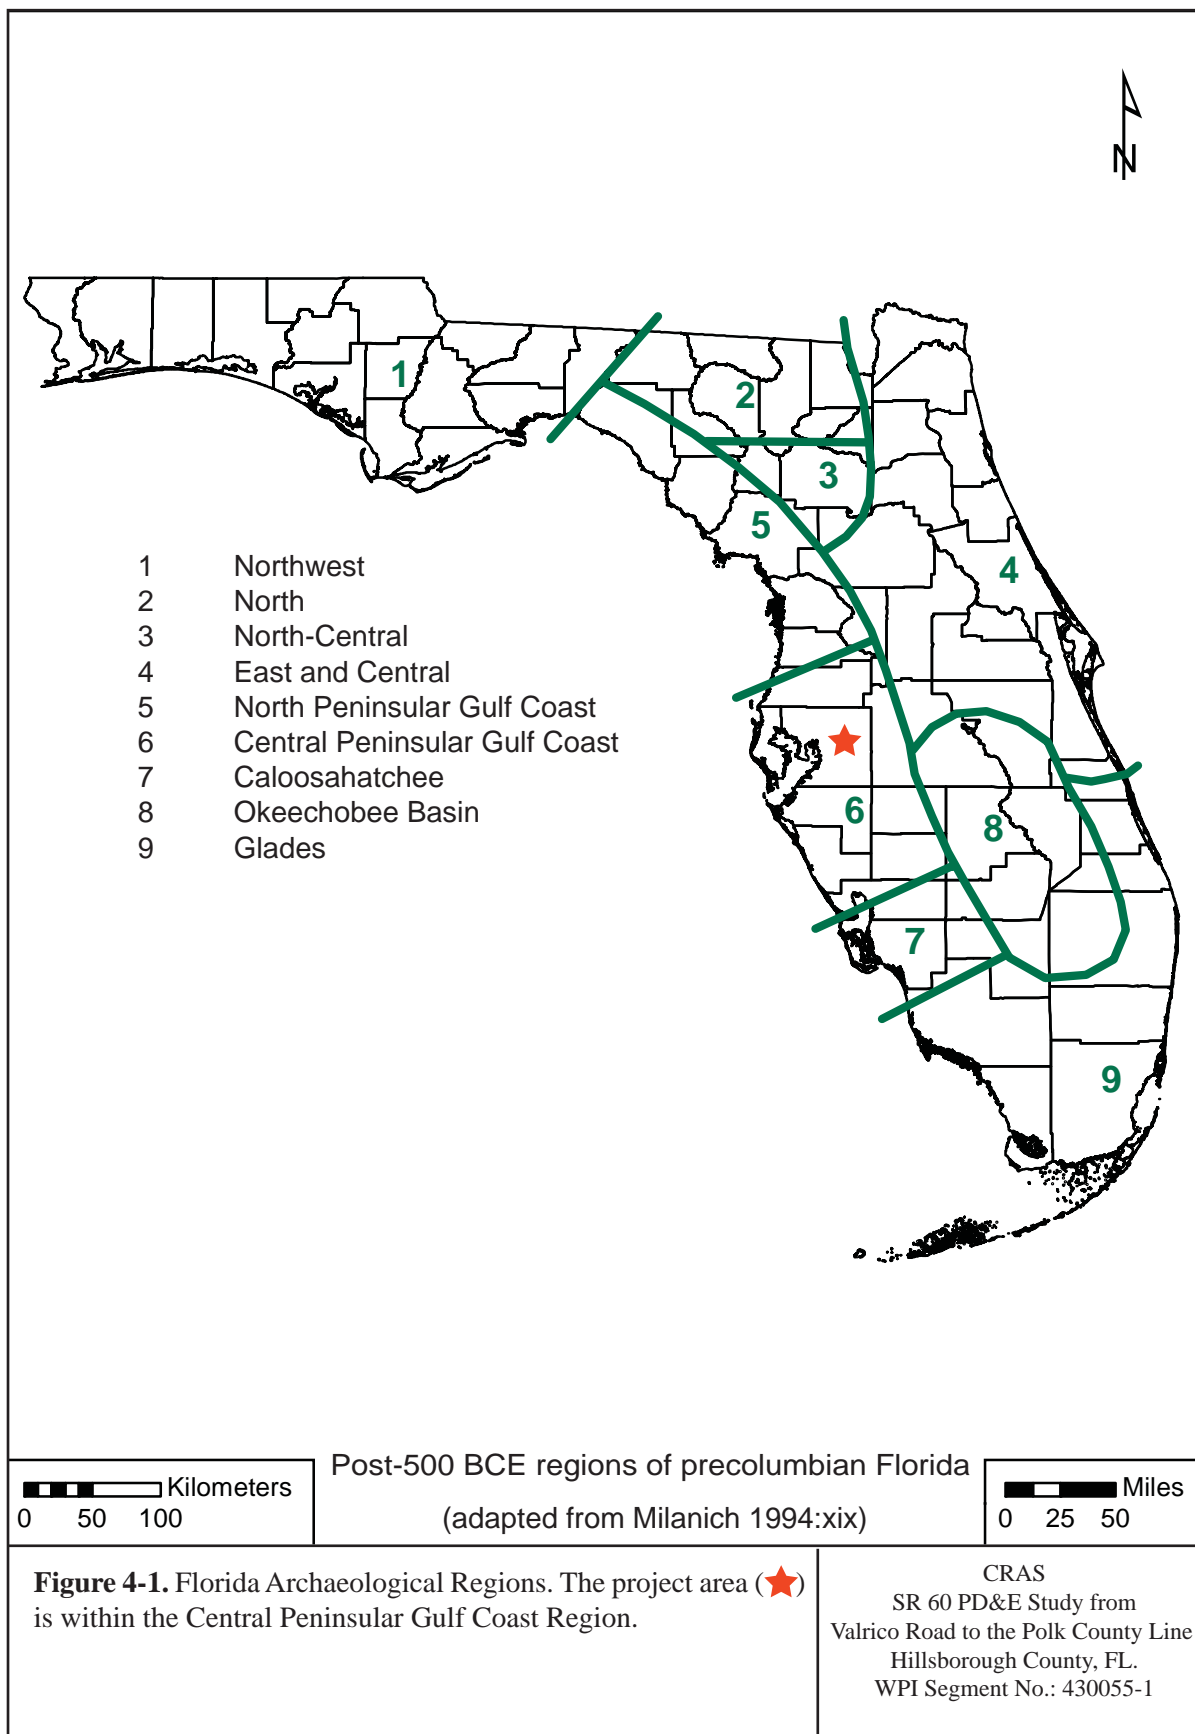 N
1
2
3
5
4
1 Northwest
2 North
3 North-Central
4 East and Central
5 North Peninsular Gulf Coast
6 Central Peninsular Gulf Coast
7 Caloosahatchee
8 Okeechobee Basin
9 Glades
6
8
7
9
Kilometers
0 50 100
Post-500 BCE regions of precolumbian Florida
(adapted from Milanich 1994:xix)
Miles
0 25 50
Figure 4-1. Florida Archaeological Regions. The project area (★)
is within the Central Peninsular Gulf Coast Region.
CRAS
SR 60 PD&E Study from
Valrico Road to the Polk County Line
Hillsborough County, FL.
WPI Segment No.: 430055-1